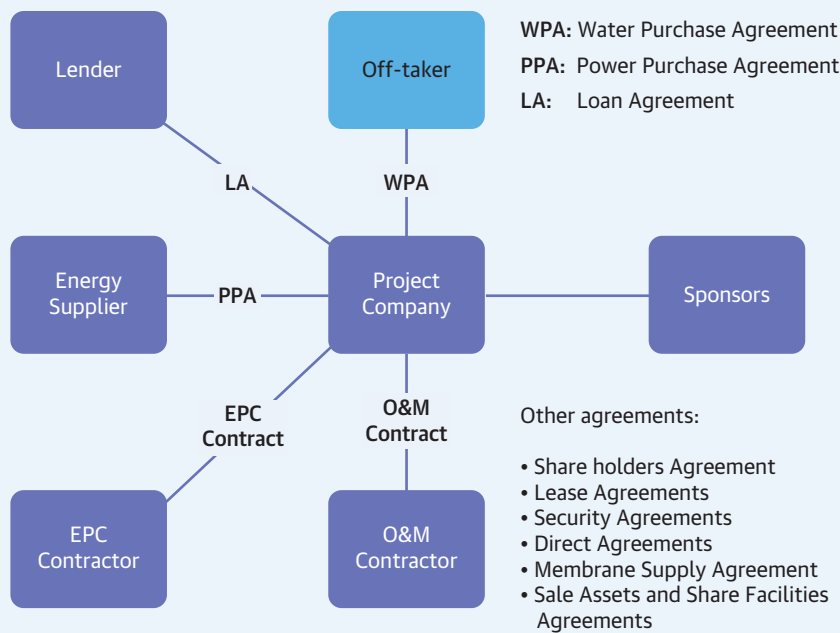 Lender
Off-taker
WPA: Water Purchase Agreement
PPA: Power Purchase Agreement
LA: Loan Agreement
LA
WPA
Energy
Supplier
PPA
Project
Company
Sponsors
EPC
Contract
O&M
Contract
EPC
Contractor
O&M
Contractor
Other agreements:
• Share holders Agreement
• Lease Agreements
• Security Agreements
• Direct Agreements
• Membrane Supply Agreement
• Sale Assets and Share Facilities
Agreements